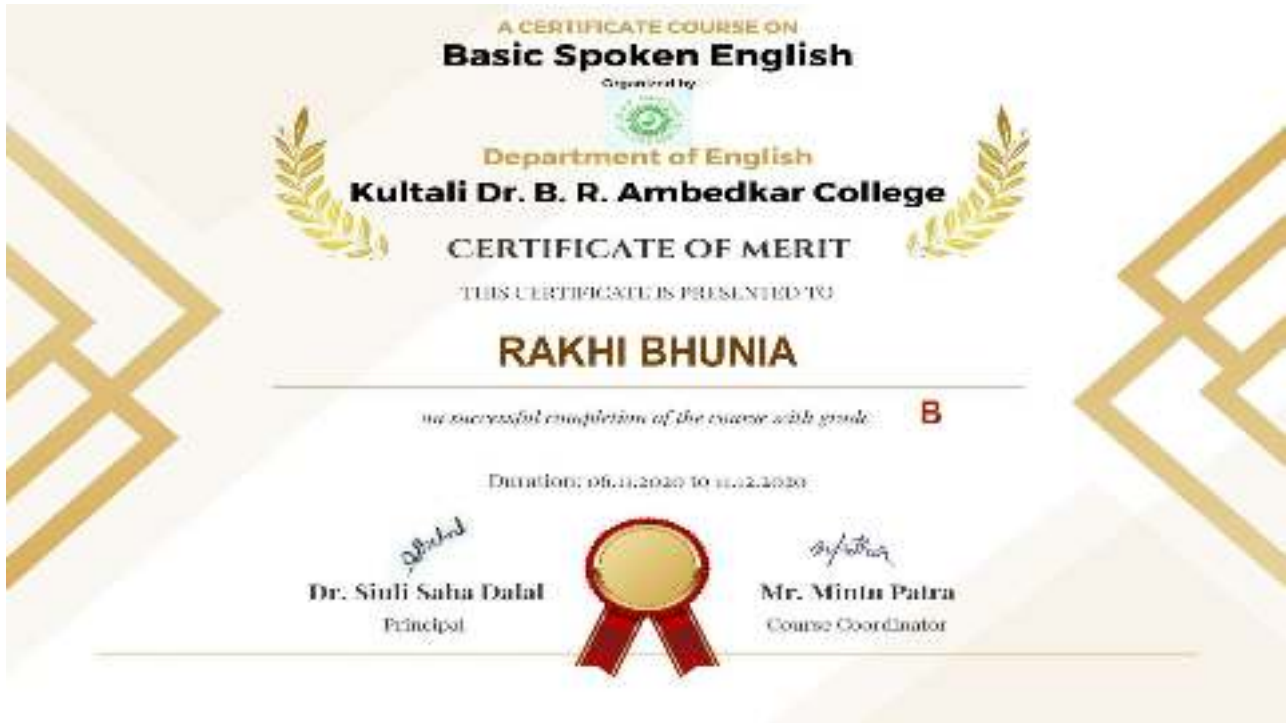 A CERTIFICATE COURSE ON
Basic Spoken English
Organized by
Department of English
Kultali Dr. B. R. Ambedkar College
CERTIFICATE OF MERIT
THIS CERTIFICATE IS PRESENTED TO
RAKHI BHUNIA
on successful completion of the course with grade B
Duration: 06.11.2020 to 11.12.2020
Dr. Siuli Saha Dalal
Principal
Mr. Mintu Patra
Course Coordinator